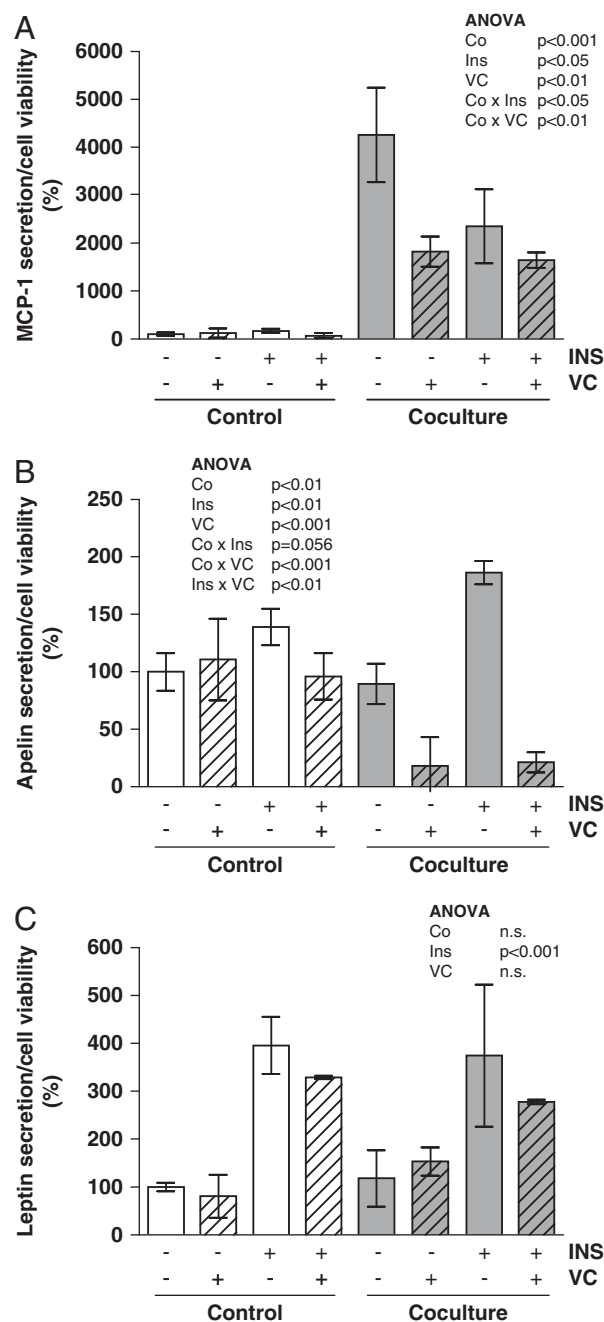 A
ANOVA
Co p<0.001
Ins p<0.05
VC p<0.01
Co x Ins p<0.05
Co x VC p<0.01
MCP-1 secretion/cell viability
(%)
6000
5000
4000
3000
2000
1000
0
- - + + - - + + INS
- + - + - + - + VC
Control Coculture
B
ANOVA
Co p<0.01
Ins p<0.01
VC p<0.001
Co x Ins p=0.056
Co x VC p<0.001
Ins x VC p<0.01
Apelin secretion/cell viability
(%)
250
200
150
100
50
0
- - + + - - + + INS
- + - + - + - + VC
Control Coculture
C
ANOVA
Co n.s.
Ins p<0.001
VC n.s.
Leptin secretion/cell viability
(%)
600
500
400
300
200
100
0
- - + + - - + + INS
- + - + - + - + VC
Control Coculture